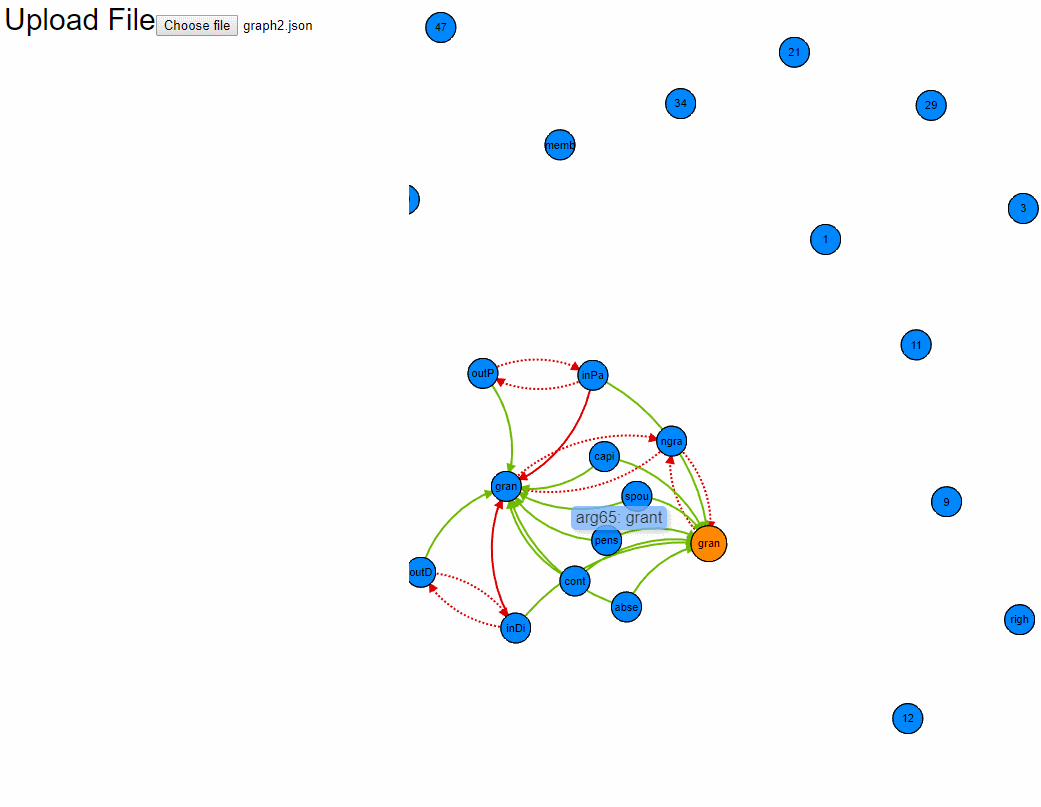 Upload File Choose file graph2.json
47
21
34
29
memb
3
1
11
outP
inPa
ngra
capi
gran
spou
9
arg65: grant
pens
gran
outD
cont
abse
righ
inDi
12